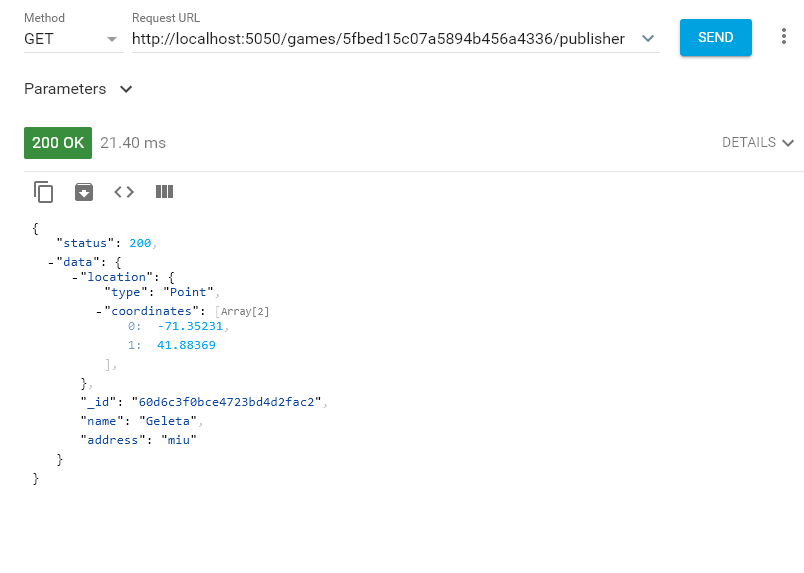 Method
GET
Request URL
http://localhost:5050/games/5fbed15c07a5894b456a4336/publisher
SEND
Parameters
200 OK 21.40 ms
DETAILS
{
"status": 200,
-"data": {
-"location": {
"type": "Point",
-"coordinates": [Array[2]
0: -71.35231,
1: 41.88369
],
},
"_id": "60d6c3f0bce4723bd4d2fac2",
"name": "Geleta",
"address": "miu"
}
}